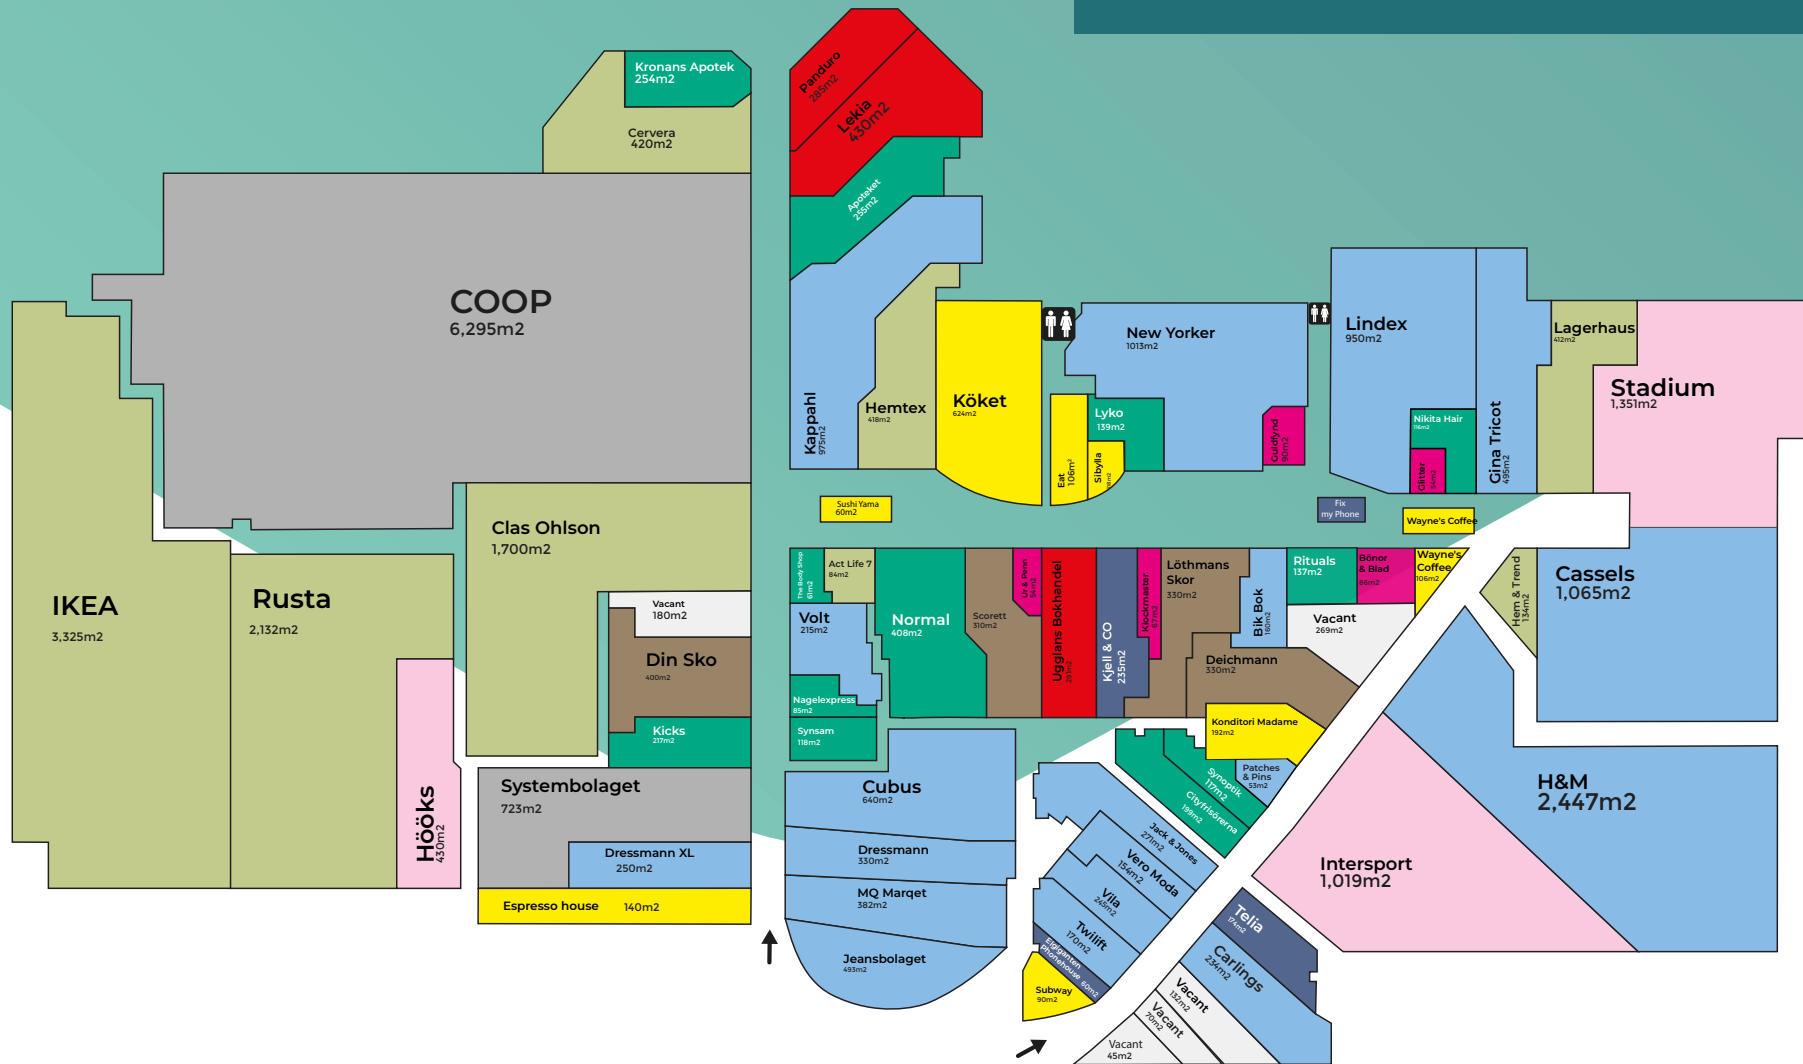 Kronans Apotek
254m2
Cervera
420m2
Panduro
285m2
Lekia
430m2
Apoteket
255m2
COOP
6,295m2
Kappahl
975m2
Hemtex
418m2
Köket
624m2
New Yorker
1013m2
Lyko
139m2
Eat
106m²
Sibylla
Guldfynd
90m2
Lindex
950m2
Nikita Hair
116m2
Glitter
54m2
Gina Tricot
495m2
Lagerhaus
412m2
Stadium
1,351m2
Sushi Yama
60m2
Fix
my Phone
Wayne's Coffee
IKEA
3,325m2
Rusta
2,132m2
Hööks
430m2
Clas Ohlson
1,700m2
Vacant
180m2
Din Sko
400m2
Kicks
217m2
Systembolaget
723m2
Dressmann XL
250m2
Espresso house 140m2
The Body Shop
61m2
Act Life 7
84m2
Volt
215m2
Nagelexpress
85m2
Synsam
118m2
Normal
408m2
Scorett
310m2
Ur & Penn
54m2
Ugglans Bokhandel
281m2
Kjell & CO
235m2
Klockmaster
67m2
Löthmans
Skor
330m2
Bik Bok
160m2
Rituals
137m2
Bönor
& Blad
86m2
Wayne's
Coffee
106m2
Vacant
269m2
Deichmann
330m2
Konditori Madame
192m2
Patches
& Pins
53m2
Synoptik
117m2
Cityfrisörerna
199m2
Hem & Trend
134m2
Cassels
1,065m2
H&M
2,447m2
Intersport
1,019m2
Cubus
640m2
Dressmann
330m2
MQ Marqet
382m2
Jeansbolaget
493m2
Jack & Jones
271m2
Vero Moda
154m2
Vila
245m2
Twilift
170m2
Elgiganten
phonehouse 60m2
Subway
90m2
Telia
174m2
Carlings
234m2
Vacant
132m2
Vacant
70m2
Vacant
45m2